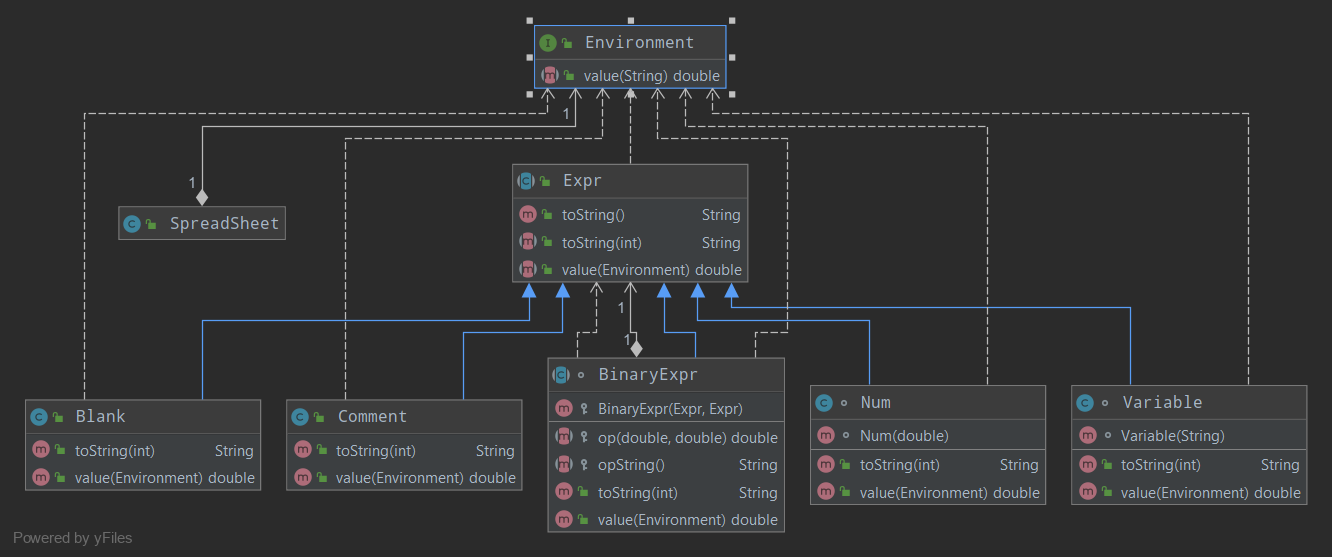 Environment
value(String) double
1
1
SpreadSheet
Expr
toString() String
toString(int) String
value(Environment) double
1
1
Blank
toString(int) String
value(Environment) double
Comment
toString(int) String
value(Environment) double
BinaryExpr
BinaryExpr(Expr, Expr)
op(double, double) double
opString() String
toString(int) String
value(Environment) double
Num
Num(double)
toString(int) String
value(Environment) double
Variable
Variable(String)
toString(int) String
value(Environment) double
Powered by yFiles